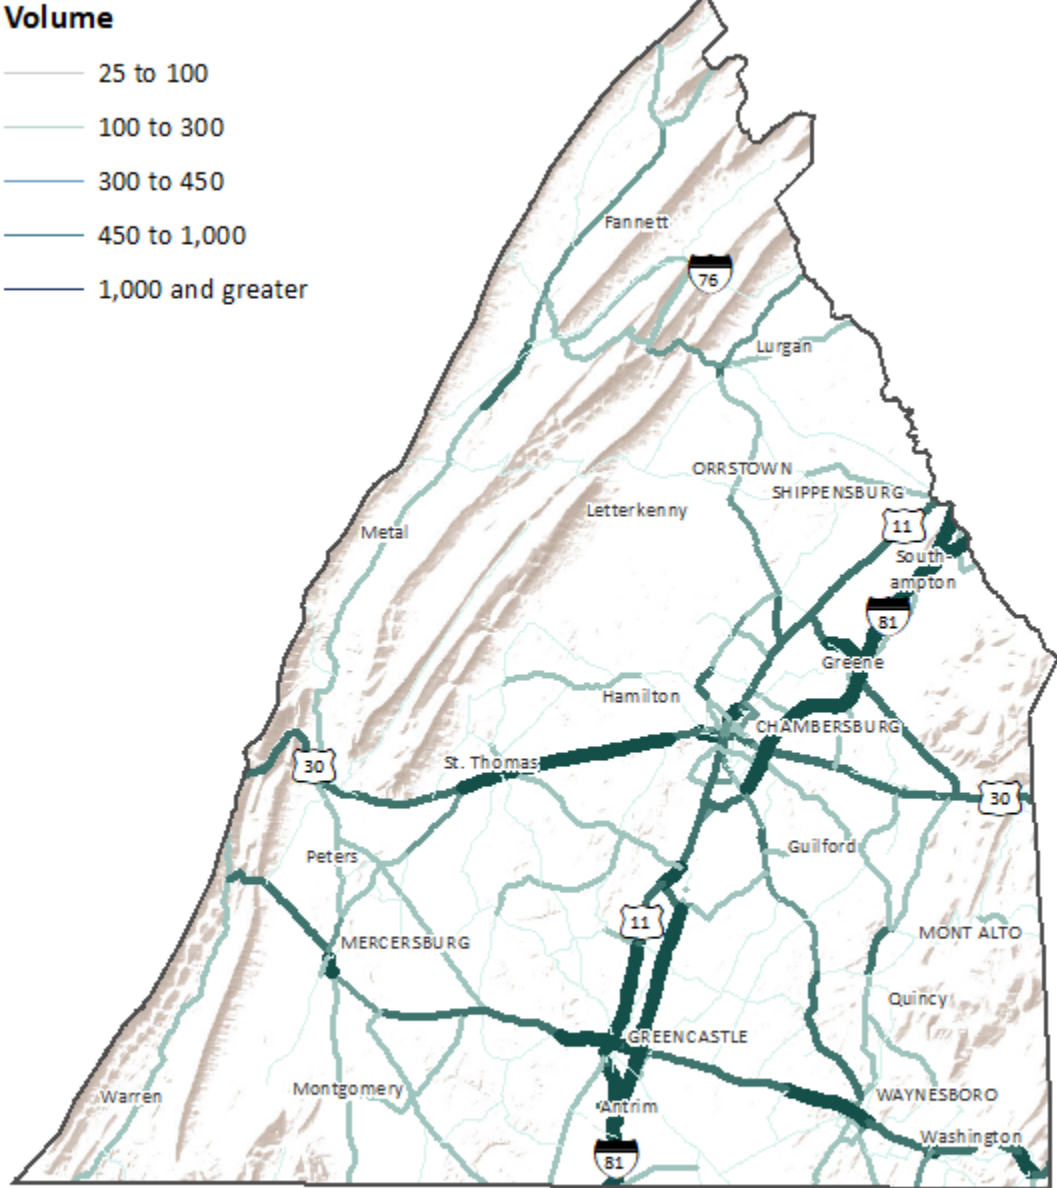 Volume
25 to 100
100 to 300
300 to 450
450 to 1,000
1,000 and greater
Fannett
76
Lurgan
ORRSTOWN
SHIPPENSBURG
Letterkenny
11
Metal
South-
ampton
81
Greene
Hamilton
CHAMBERSBURG
St. Thomas
30
30
Peters
Guilford
11
MONT ALTO
MERCERSBURG
Quincy
GREENCASTLE
Warren
Montgomery
Antrim
WAYNESBORO
Washington
81